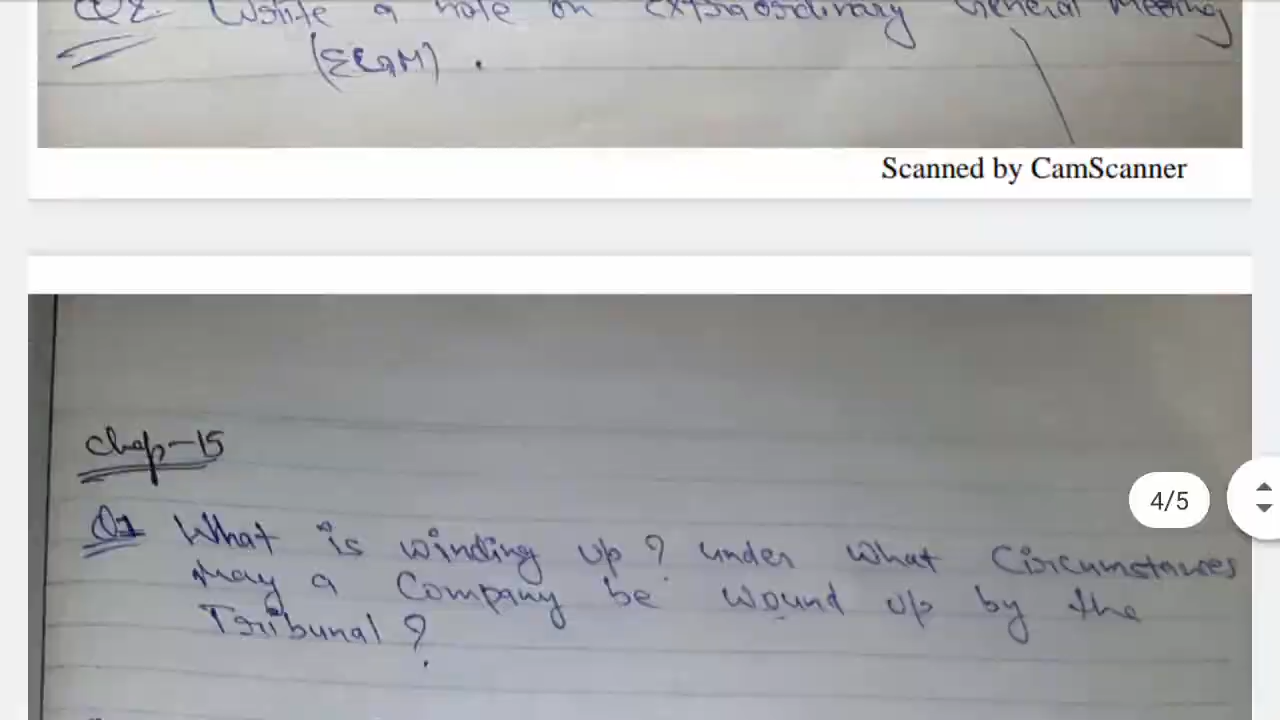 Q2. Write a note on extraordinary General Meeting
(EGM).
Scanned by CamScanner
Chap-15
4/5
Q1 What is winding up? under what Circumstances
may a Company be wound up by the
Tribunal?